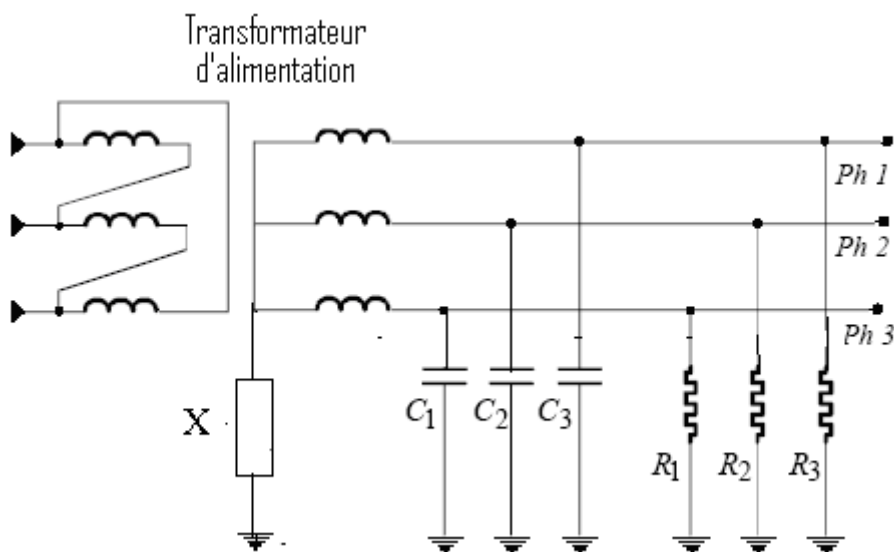 Transformateur
d'alimentation
Ph 1
Ph 2
Ph 3
X
C1
C2
C3
R1
R2
R3